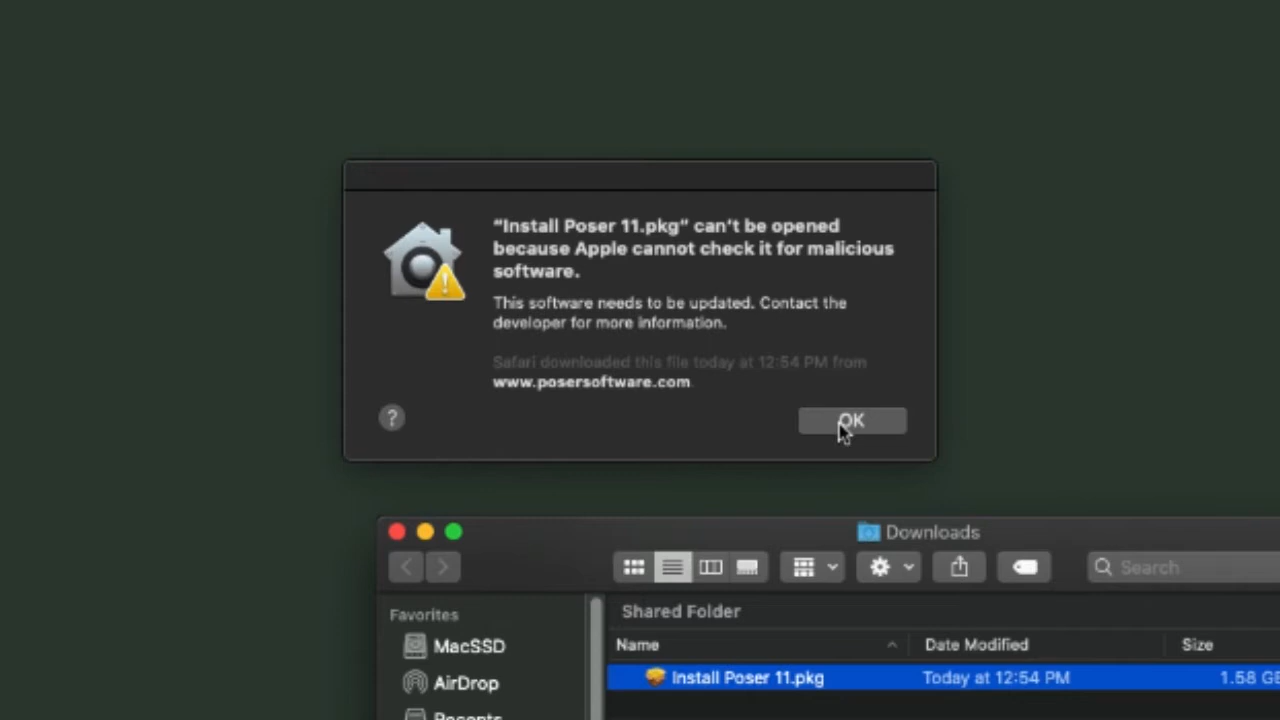 “Install Poser 11.pkg” can’t be opened
because Apple cannot check it for malicious
software.
This software needs to be updated. Contact the
developer for more information.
Safari downloaded this file today at 12:54 PM from
www.posersoftware.com
?
OK
Downloads
Search
Favorites
Shared Folder
Name
Date Modified
Size
MacSSD
Install Poser 11.pkg
Today at 12:54 PM
1.58 G
AirDrop
Recents